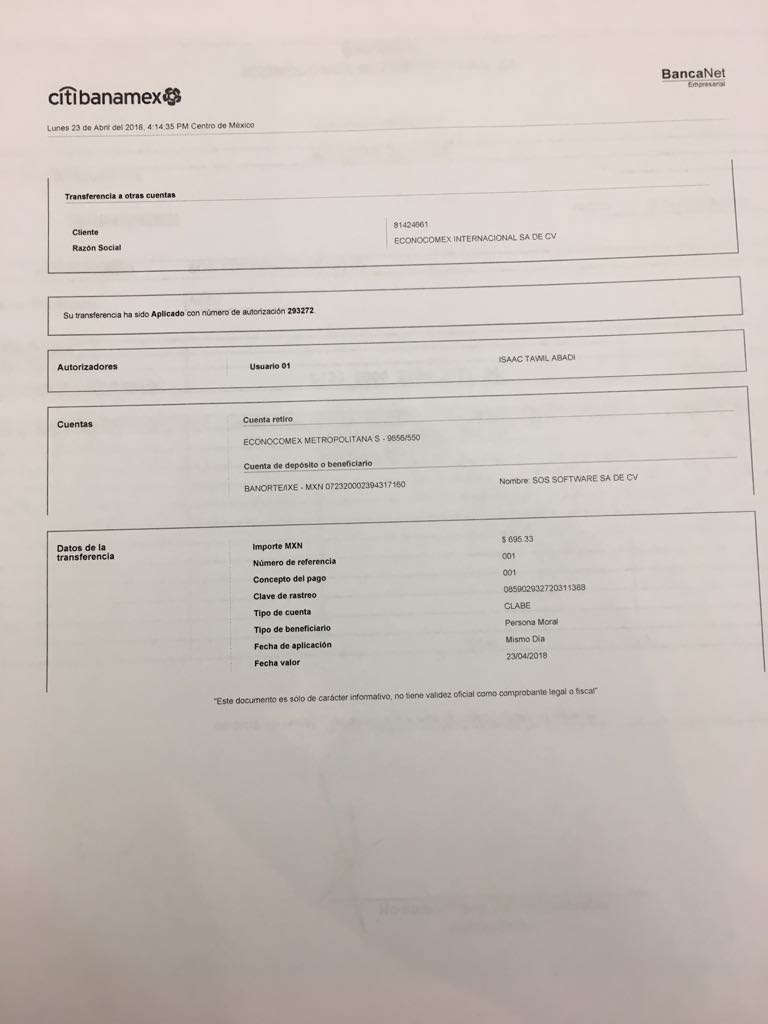 citibanamex
BancaNet
Empresarial
Lunes 23 de Abril del 2018, 4:14:35 PM Centro de México
Transferencia a otras cuentas
Cliente 81424661
Razón Social ECONOCOMEX INTERNACIONAL SA DE CV
Su transferencia ha sido Aplicado con número de autorización 293272.
Autorizadores Usuario 01 ISAAC TAWIL ABADI
Cuentas Cuenta retiro
ECONOCOMEX METROPOLITANA S - 9856/550
Cuenta de depósito o beneficiario
BANORTE/IXE - MXN 072320002394317160 Nombre: SOS SOFTWARE SA DE CV
Datos de la transferencia
Importe MXN $ 695.33
Número de referencia 001
Concepto del pago 001
Clave de rastreo 085902932720311368
Tipo de cuenta CLABE
Tipo de beneficiario Persona Moral
Fecha de aplicación Mismo Día
Fecha valor 23/04/2018
"Este documento es sólo de carácter informativo, no tiene validez oficial como comprobante legal o fiscal"